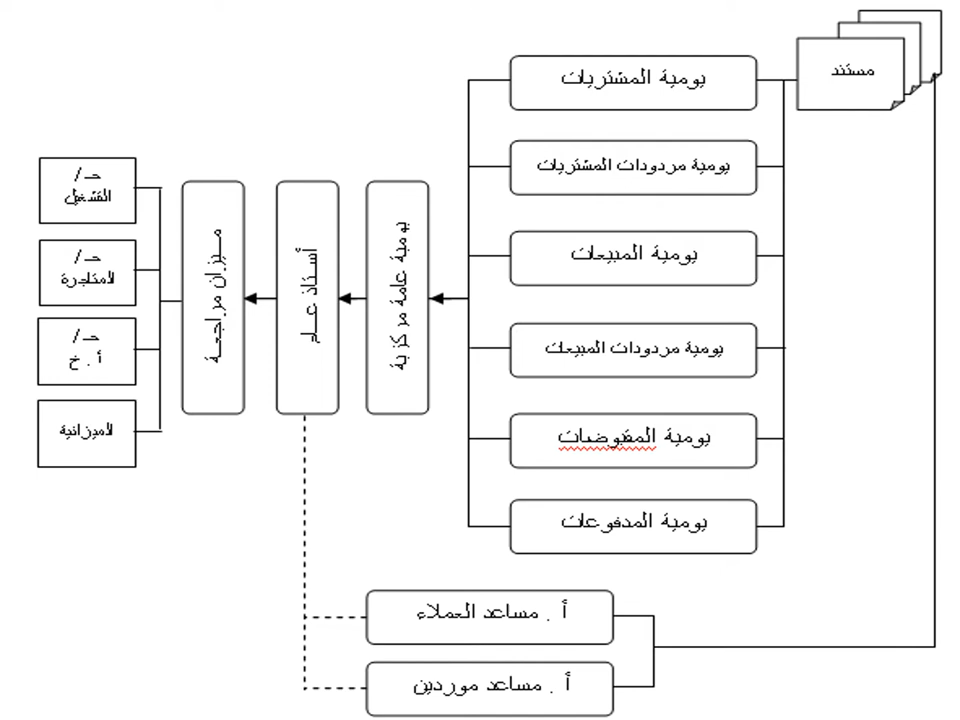 مستند
يومية المشتريات
يومية مردودات المشتريات
يومية المبيعات
يومية مردودات المبيعات
يومية المقبوضات
يومية المدفوعات
يومية عامة مركزية
أستاذ عام
ميزان مراجعة
حـ /
التشغيل
حـ /
المتاجرة
حـ /
أ . خ
الميزانية
أ . مساعد العملاء
أ . مساعد موردين